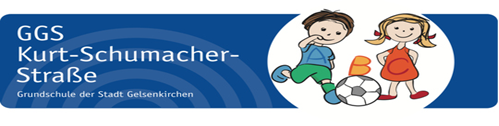 GGS
Kurt-Schumacher-
Straße
Grundschule der Stadt Gelsenkirchen
A B C